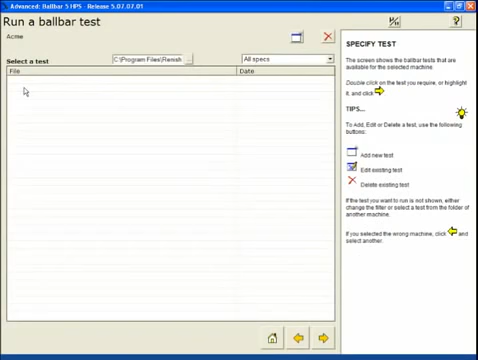 Advanced: Ballbar 5 HPS - Release 5.07.07.01
Run a ballbar test
Acme
Select a test
C:\Program Files\Renish
...
All specs
File
Date
SPECIFY TEST
The screen shows the ballbar tests that are
available for the selected machine.
Double click on the test you require, or highlight
it, and click
TIPS...
To Add, Edit or Delete a test, use the following
buttons:
Add new test
Edit existing test
Delete existing test
If the test you want to run is not shown, either
change the filter or select a test from the folder of
another machine.
If you selected the wrong machine, click and
select another.